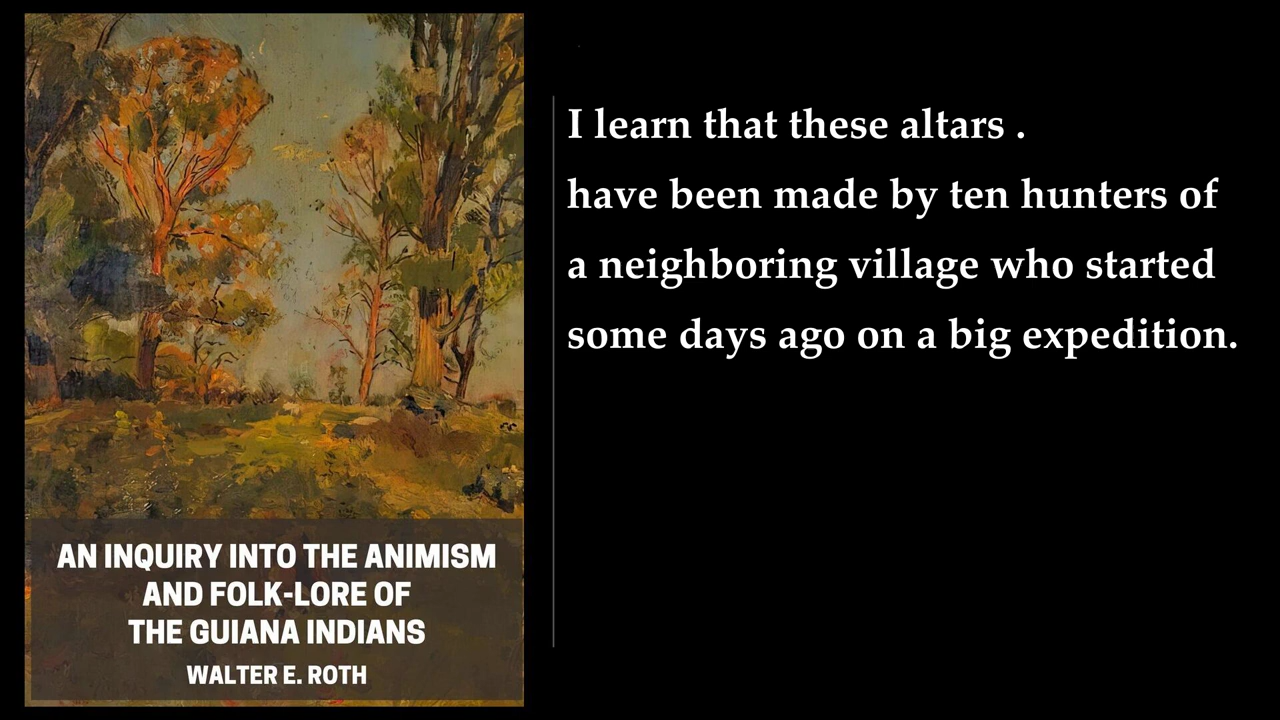 I learn that these altars .
have been made by ten hunters of
a neighboring village who started
some days ago on a big expedition.
AN INQUIRY INTO THE ANIMISM
AND FOLK-LORE OF
THE GUIANA INDIANS
WALTER E. ROTH